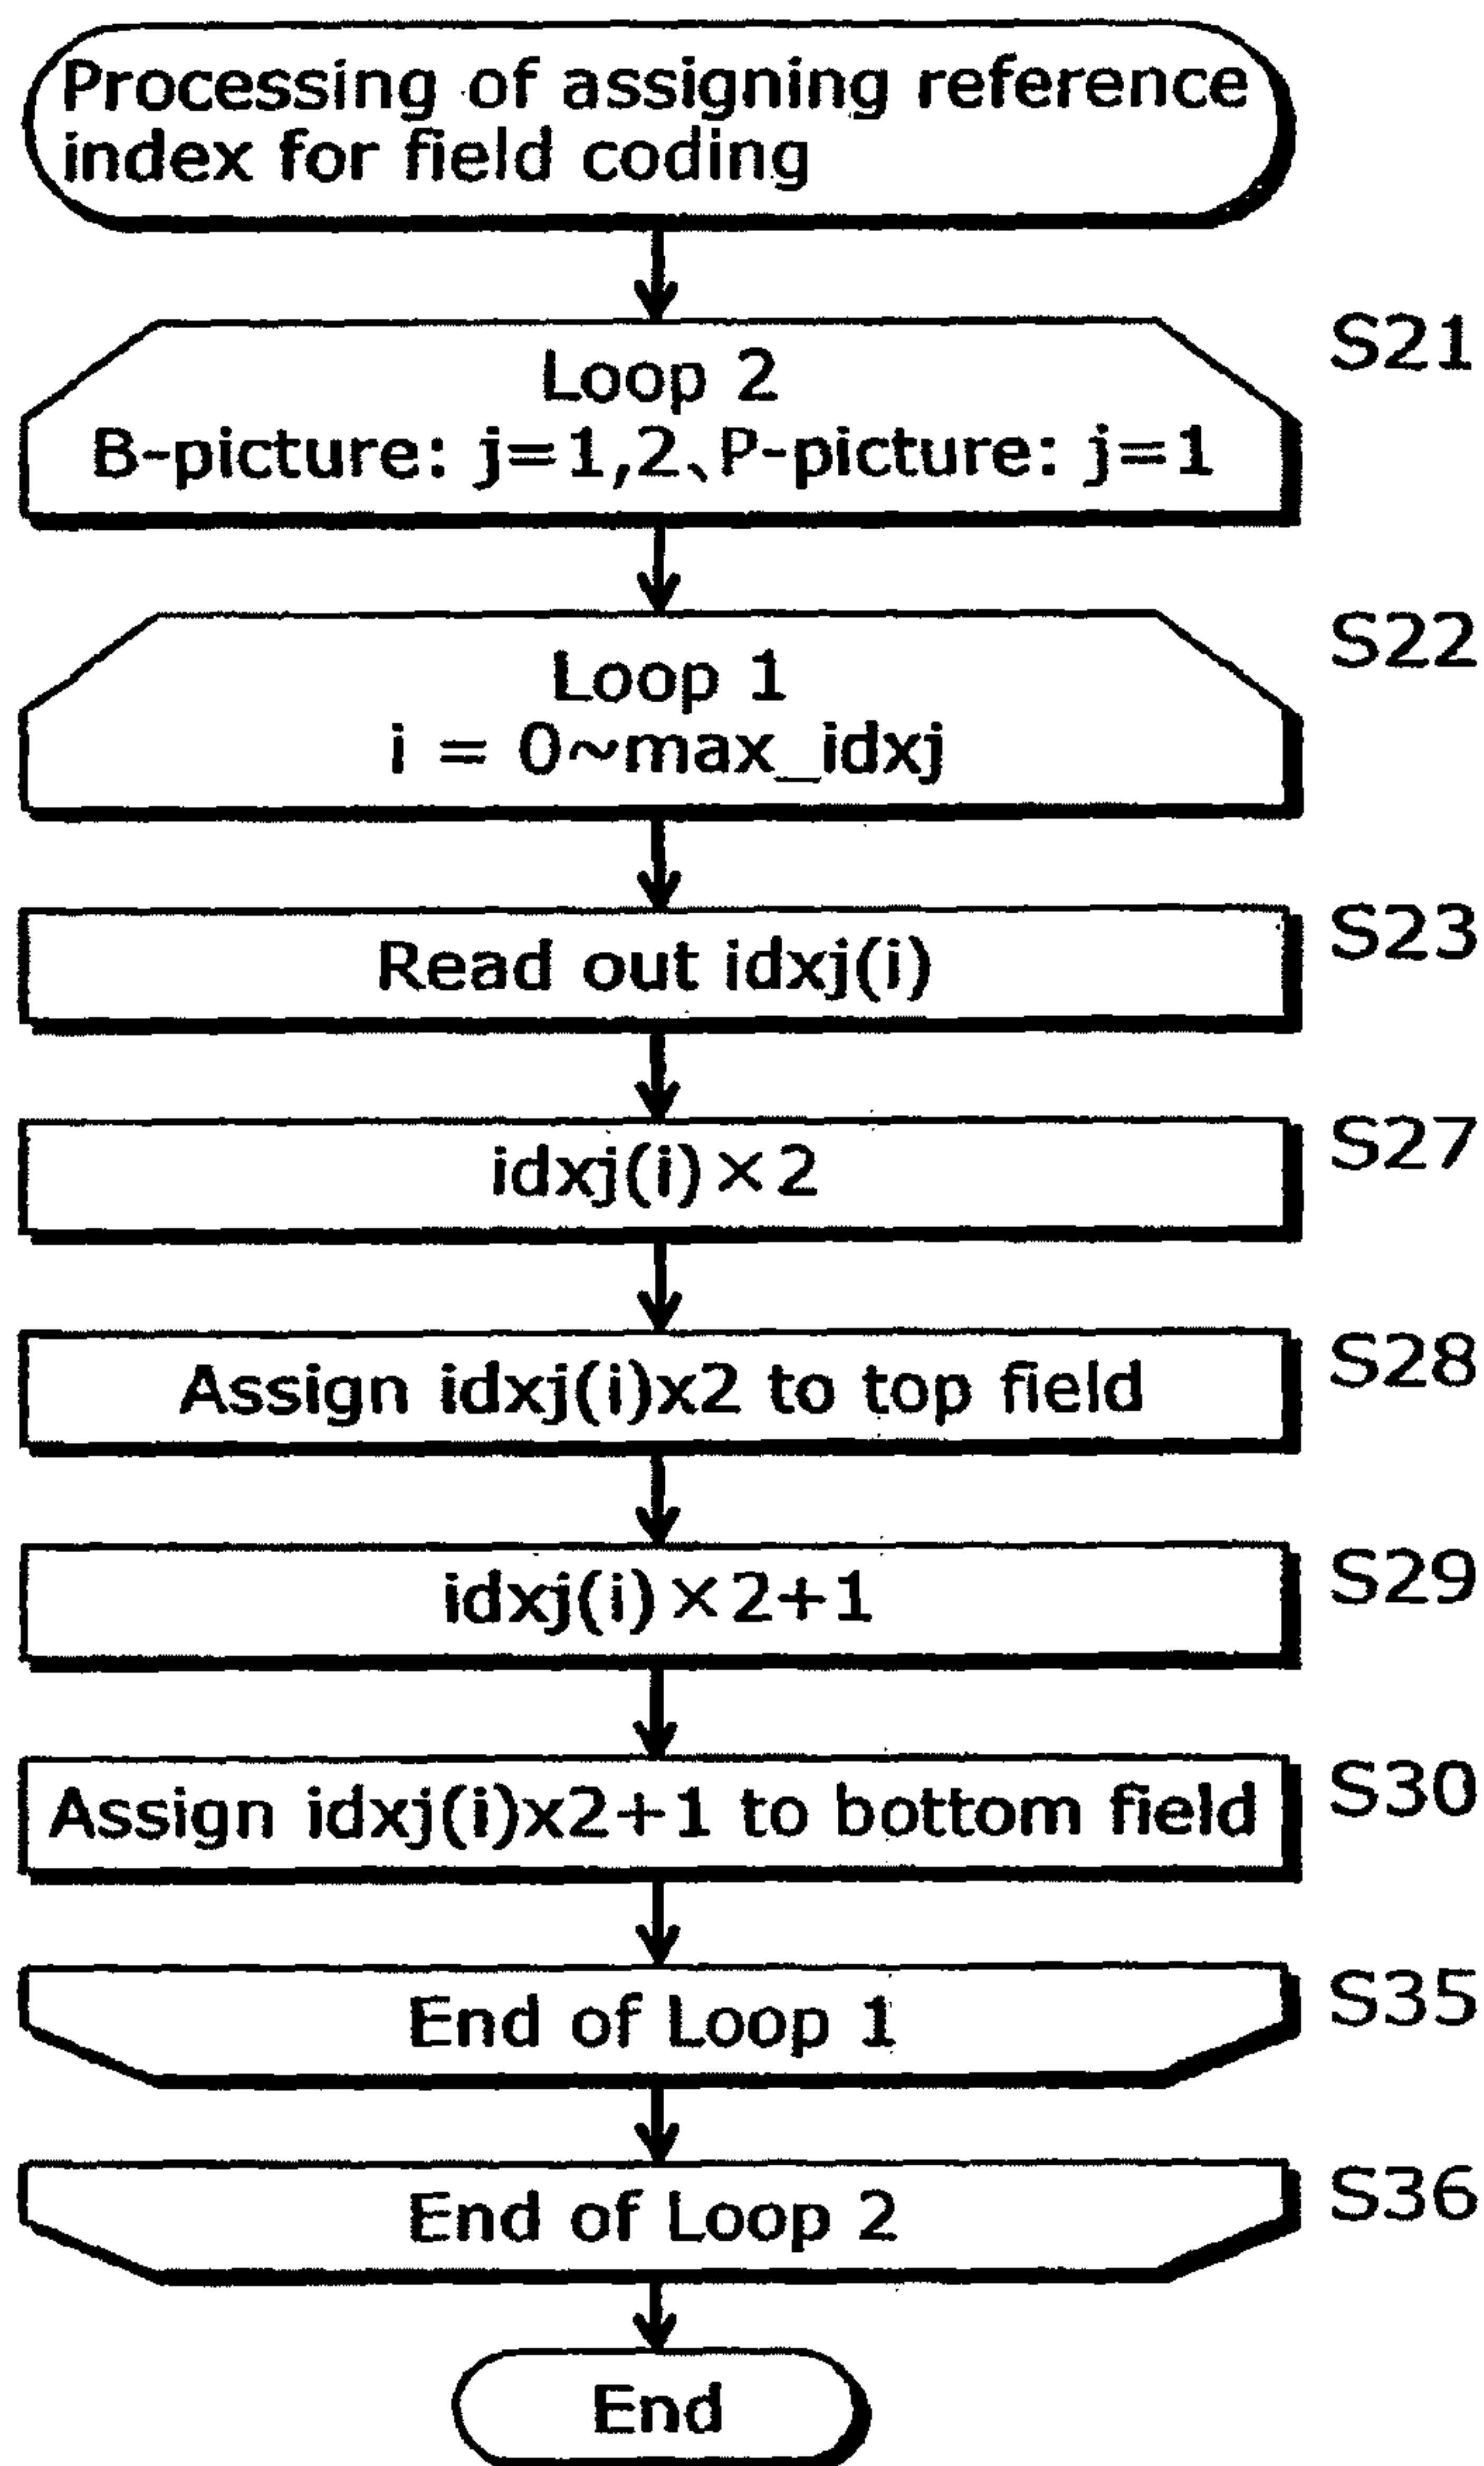 Processing of assigning reference
index for field coding
Loop 2
B-picture: j=1,2、P-picture: j=1
S21
Loop 1
i = 0~max_idxj
S22
Read out idxj(i)
S23
idxj(i)×2
S27
Assign idxj(i)x2 to top field
S28
idxj(i)×2+1
S29
Assign idxj(i)x2+1 to bottom field
S30
End of Loop 1
S35
End of Loop 2
S36
End